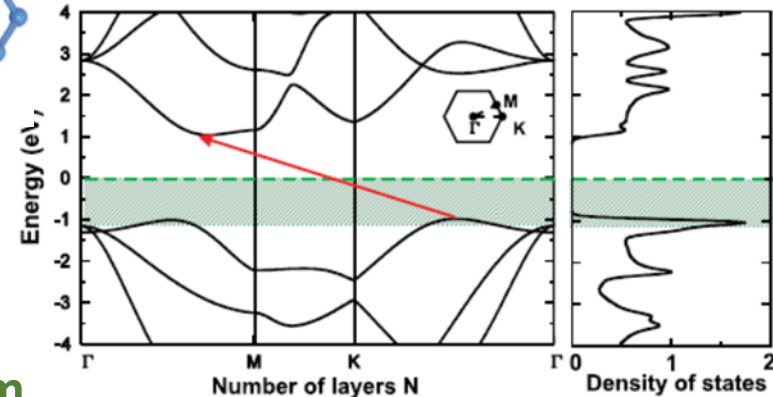 4
3
2
1
0
-1
-2
-3
-4
Energy (e
M
Γ
K
Γ
M
K
Γ
Number of layers N
0
1
2
Density of states
m